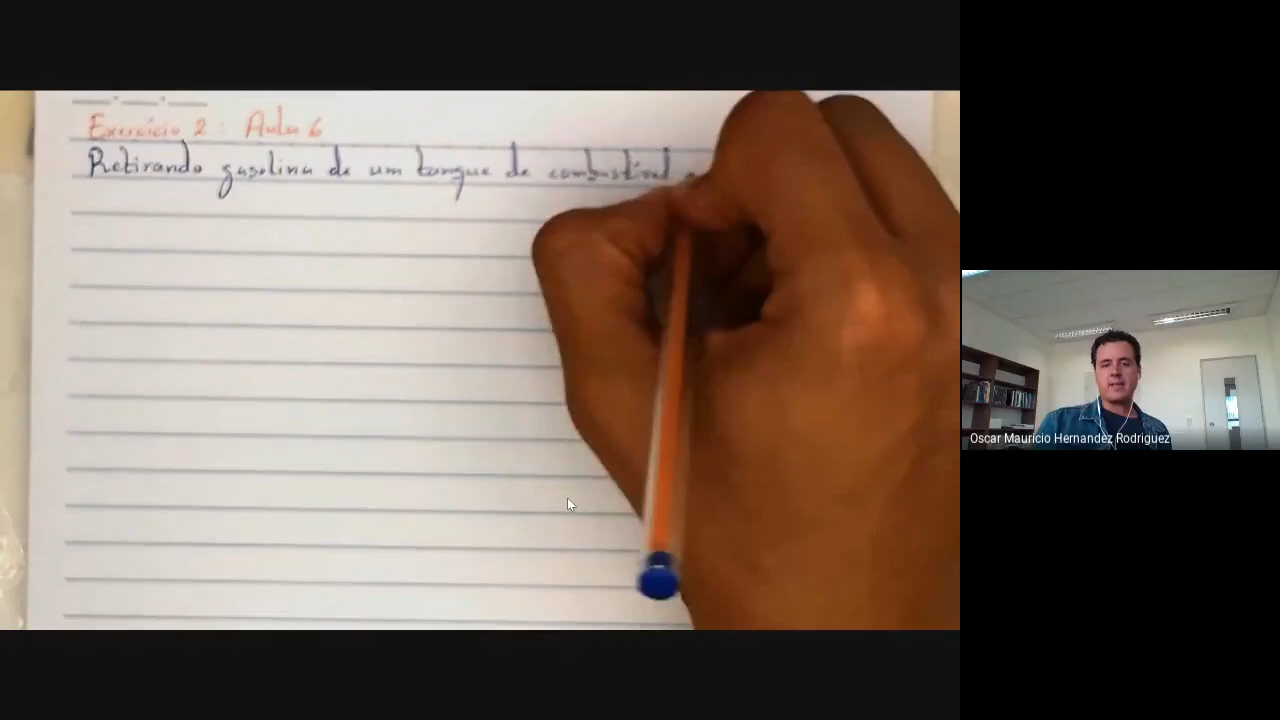 Exercício 2 : Aula 6
Retirando gasolina de um tanque de combustível
Oscar Mauricio Hernandez Rodriguez